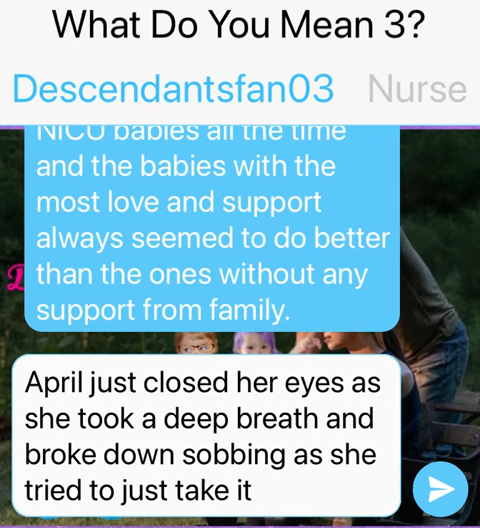 What Do You Mean 3?
Descendantsfan03 Nurse
NICU babies all the time
and the babies with the
most love and support
always seemed to do better
than the ones without any
support from family.
April just closed her eyes as
she took a deep breath and
broke down sobbing as she
tried to just take it